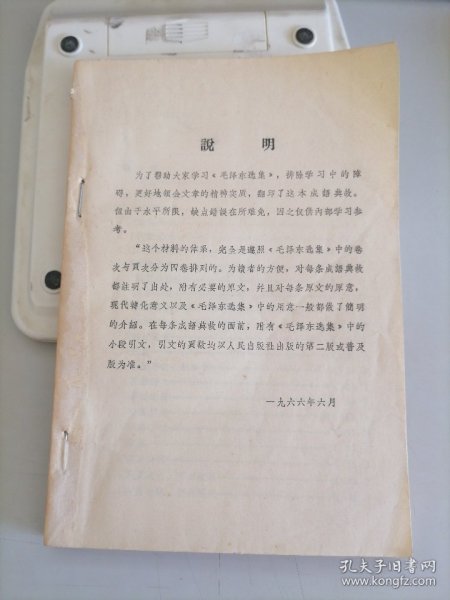 說 明
为了帮助大家学习《毛泽东选集》，排除学习中的障
碍，更好地领会文章的精神实质，翻写了这本成語典故。
但由于水平所限，缺点错誤在所难免，因之仅供内部学习参
考。
“这个材料的体系，完全是遵照《毛泽东选集》中的卷
次与頁次分为四卷排列的。为讀者的方便，对每条成語典故
都註明了出处，附有必要的原文，并且对每条原文的原意，
現代轉化意义以及《毛泽东选集》中的用意一般都做了簡明
的介紹。在每条成語典故的面前，附有《毛泽东选集》中的
小段引文，引文的頁数均以人民出版社出版的第二版或普及
版为准。”
一九六六年六月
孔夫子旧书网
www.kongfz.com